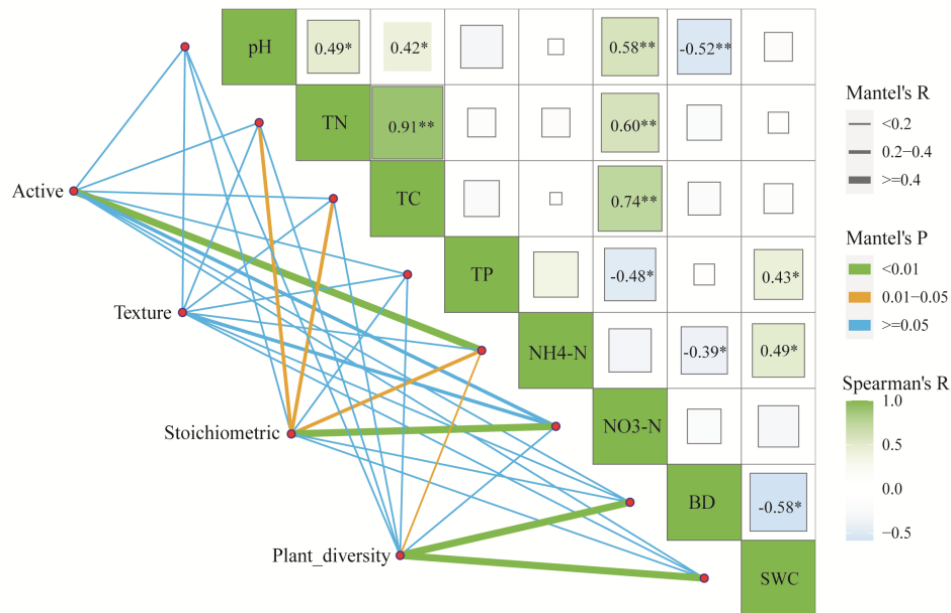 pH 0.49* 0.42* 0.58** -0.52**
TN 0.91** 0.60**
TC 0.74**
TP -0.48* 0.43*
NH4-N -0.39* 0.49*
NO3-N
BD -0.58*
SWC
Active
Texture
Stoichiometric
Plant_diversity
Mantel's R
<0.2
0.2−0.4
>=0.4
Mantel's P
<0.01
0.01−0.05
>=0.05
Spearman's R
1.0
0.5
0.0
−0.5